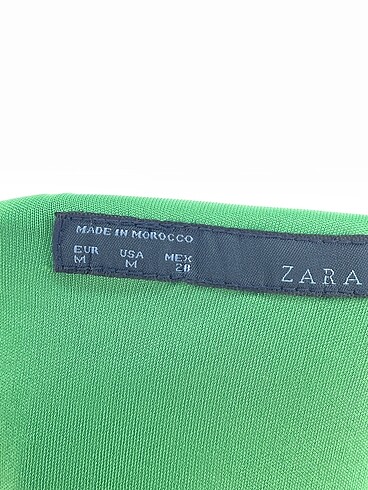 MADE IN MOROCCO
EUR USA MEX
M M 28
ZARA